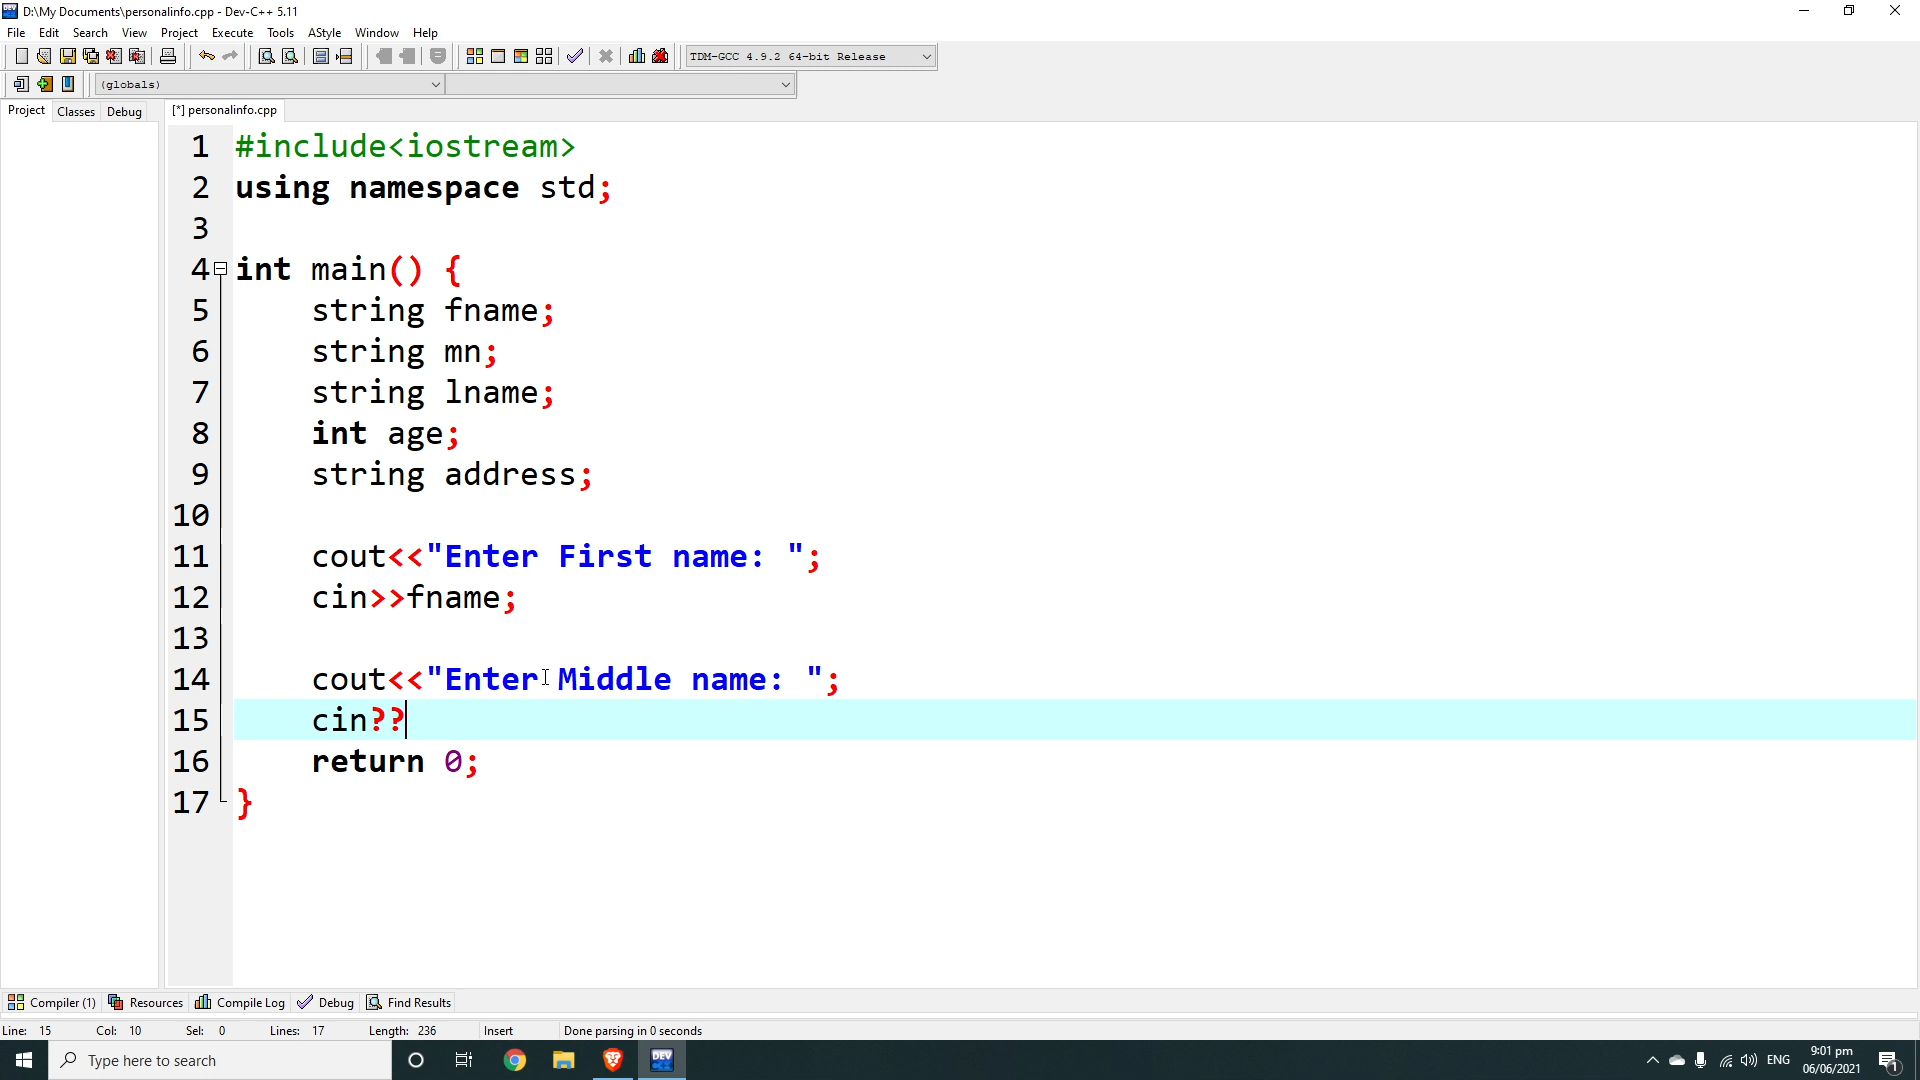 D:\My Documents\personalinfo.cpp - Dev-C++ 5.11
File Edit Search View Project Execute Tools AStyle Window Help
TDM-GCC 4.9.2 64-bit Release
(globals)
Project Classes Debug [*] personalinfo.cpp
1 #include<iostream>
2 using namespace std;
3
4 int main() {
5 string fname;
6 string mn;
7 string lname;
8 int age;
9 string address;
10
11 cout<<"Enter First name: ";
12 cin>>fname;
13
14 cout<<"Enter Middle name: ";
15 cin??
16 return 0;
17 }
Compiler (1) Resources Compile Log Debug Find Results
Line: 15 Col: 10 Sel: 0 Lines: 17 Length: 236 Insert Done parsing in 0 seconds
Type here to search DEV ENG 9:01 pm
06/06/2021 1